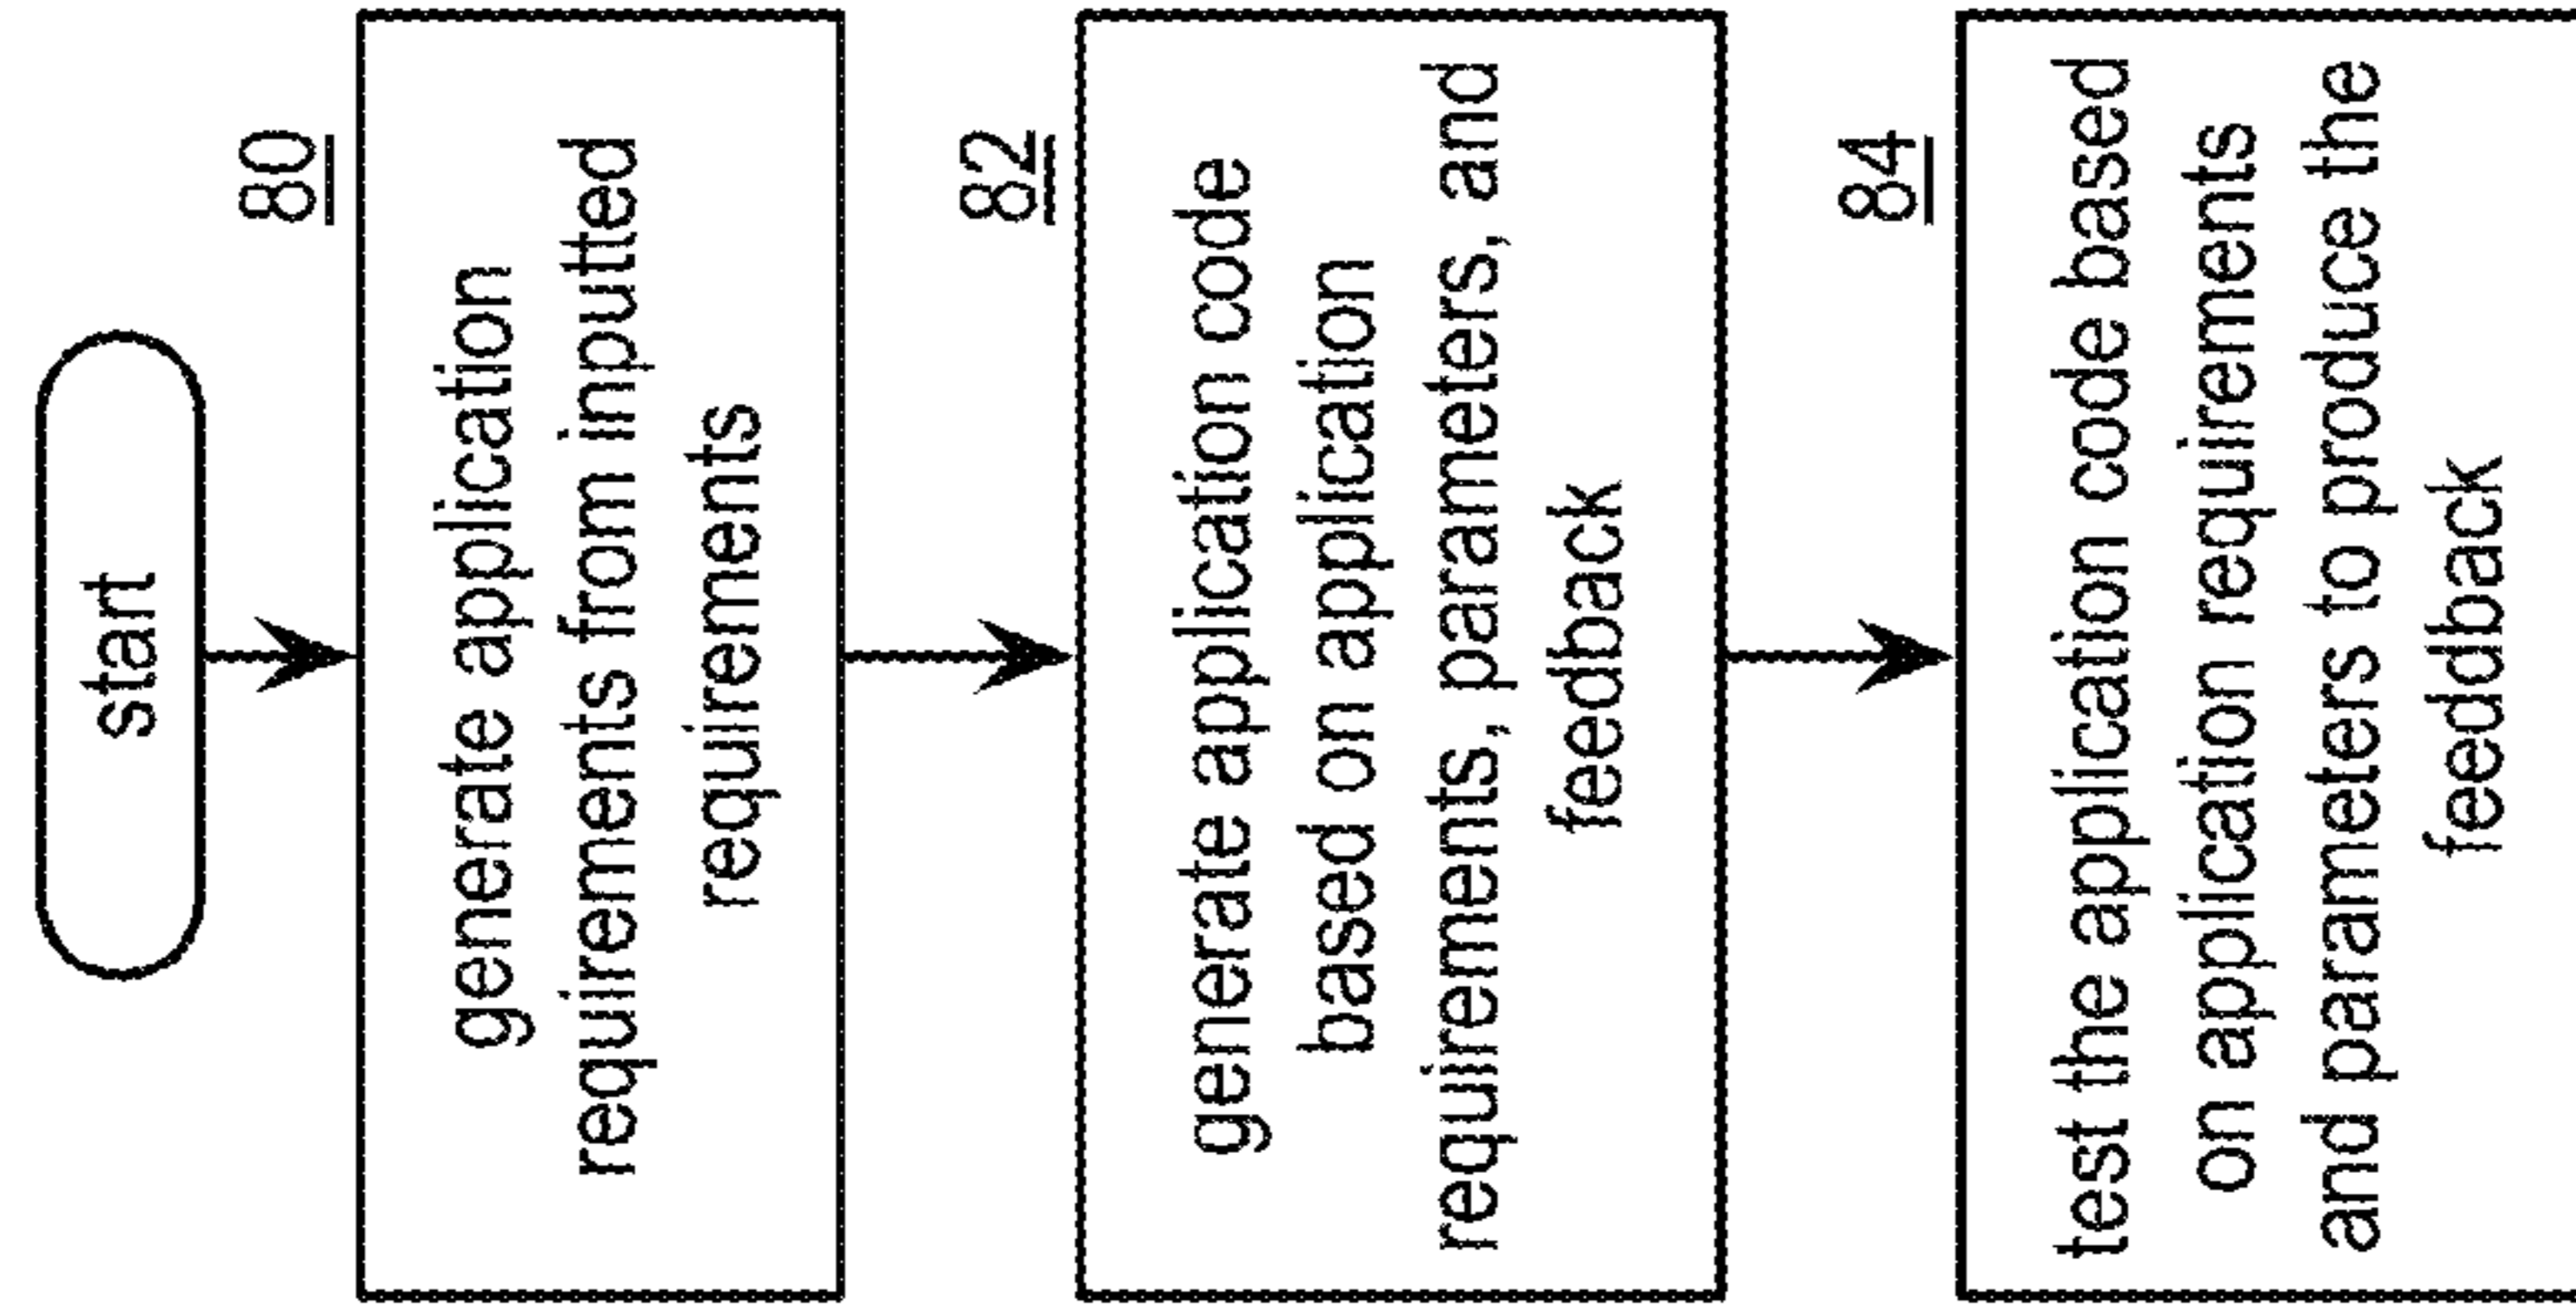 start
80
generate application
requirements from inputted
requirements
82
generate application code
based on application
requirements, parameters, and
feedback
84
test the application code based
on application requirements
and parameters to produce the
feeddback